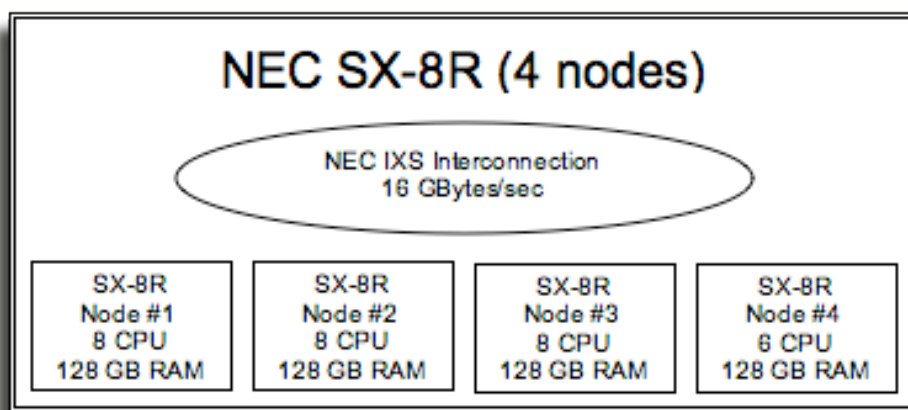 NEC SX-8R (4 nodes)
NEC IXS Interconnection
16 GBytes/sec
SX-8R
Node #1
8 CPU
128 GB RAM
SX-8R
Node #2
8 CPU
128 GB RAM
SX-8R
Node #3
8 CPU
128 GB RAM
SX-8R
Node #4
6 CPU
128 GB RAM